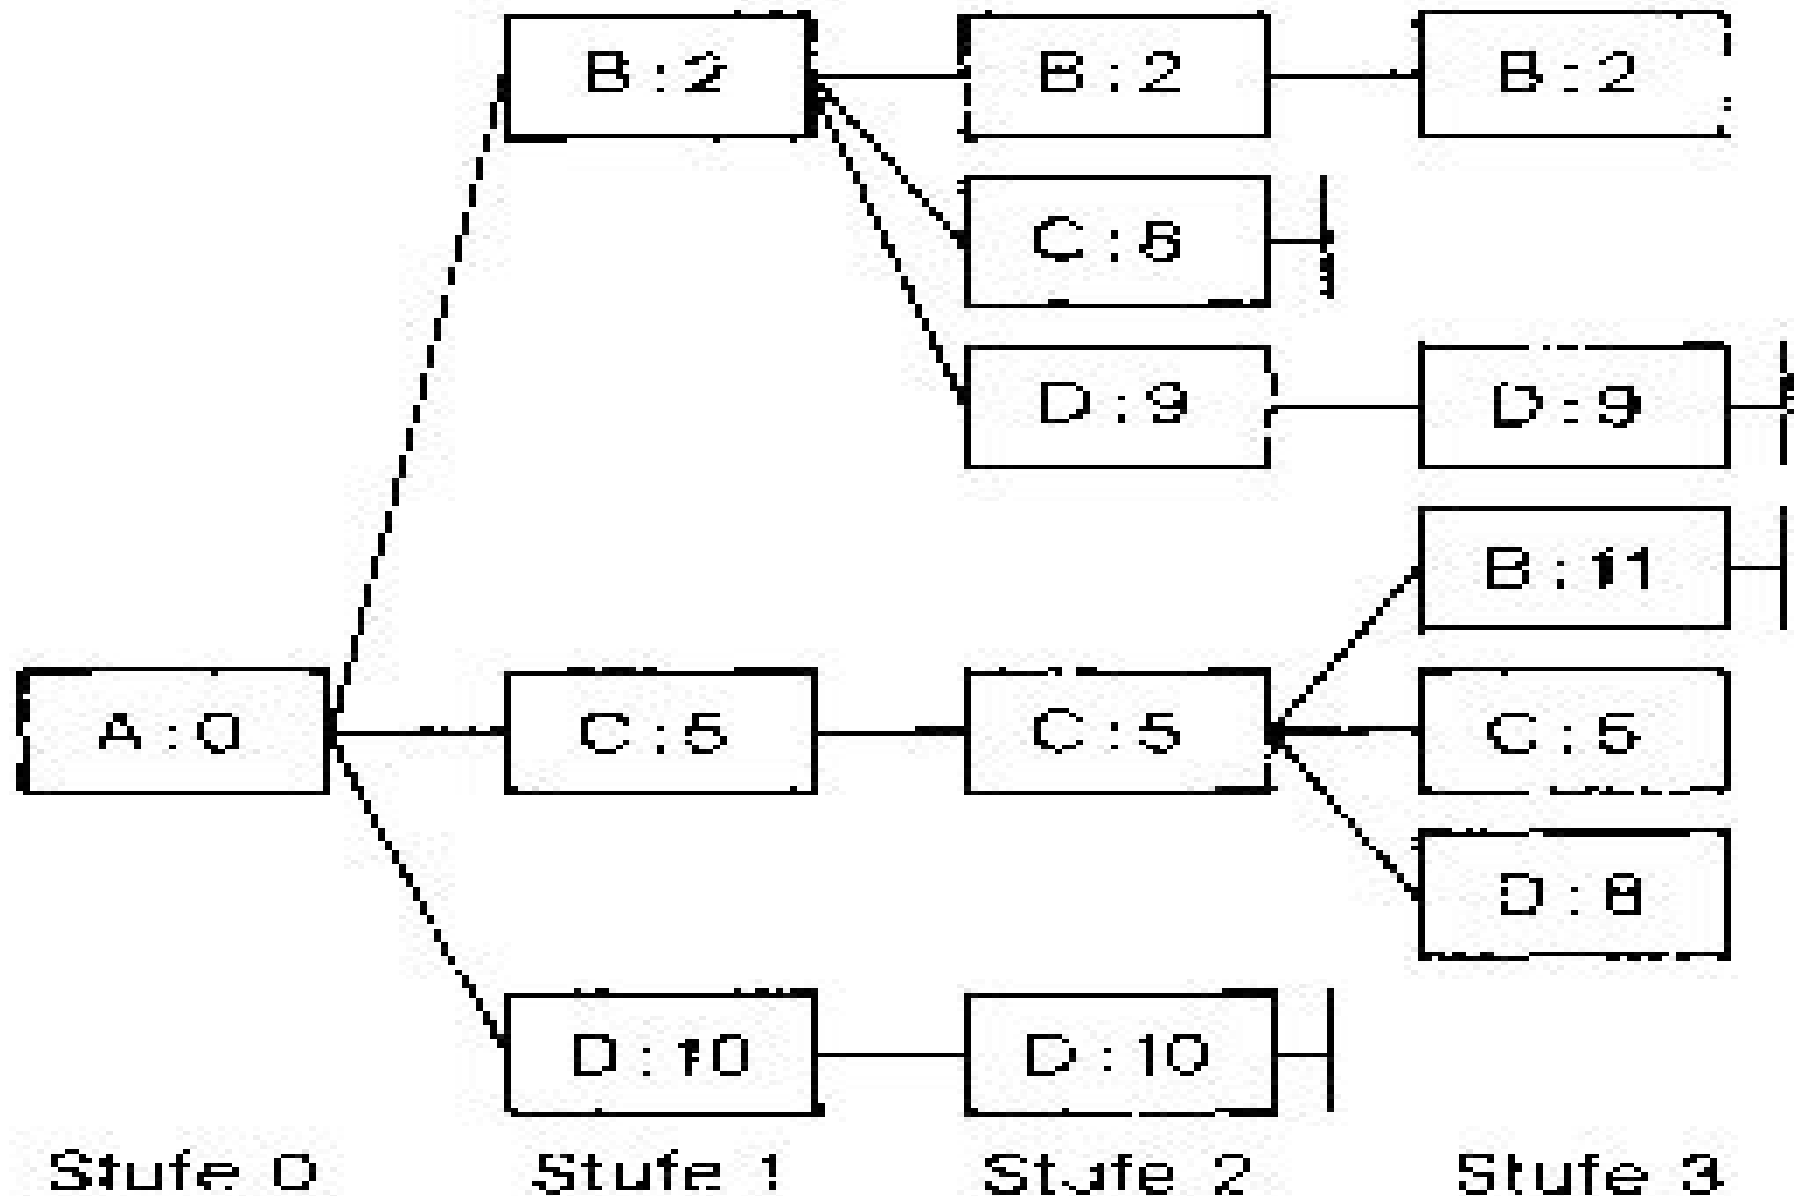 B : 2
B : 2
B : 2
C : 6
D : 9
D : 9
B : 11
A : 0
C : 5
C : 5
C : 5
D : 8
D : 10
D : 10
Stufe 0
Stufe 1
Stufe 2
Stufe 3